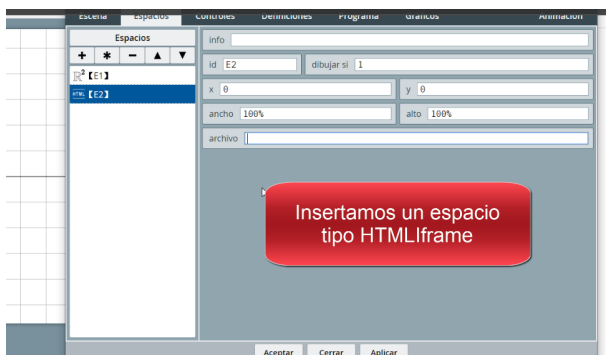 Escena Espacios Controles Definiciones Programa Gráficos Animación
Espacios
+ * − ▲ ▼
ℝ² 【E1】
HTML 【E2】
info
id E2 dibujar si 1
x 0 y 0
ancho 100% alto 100%
archivo
Insertamos un espacio
tipo HTMLIframe
Aceptar Cerrar Aplicar